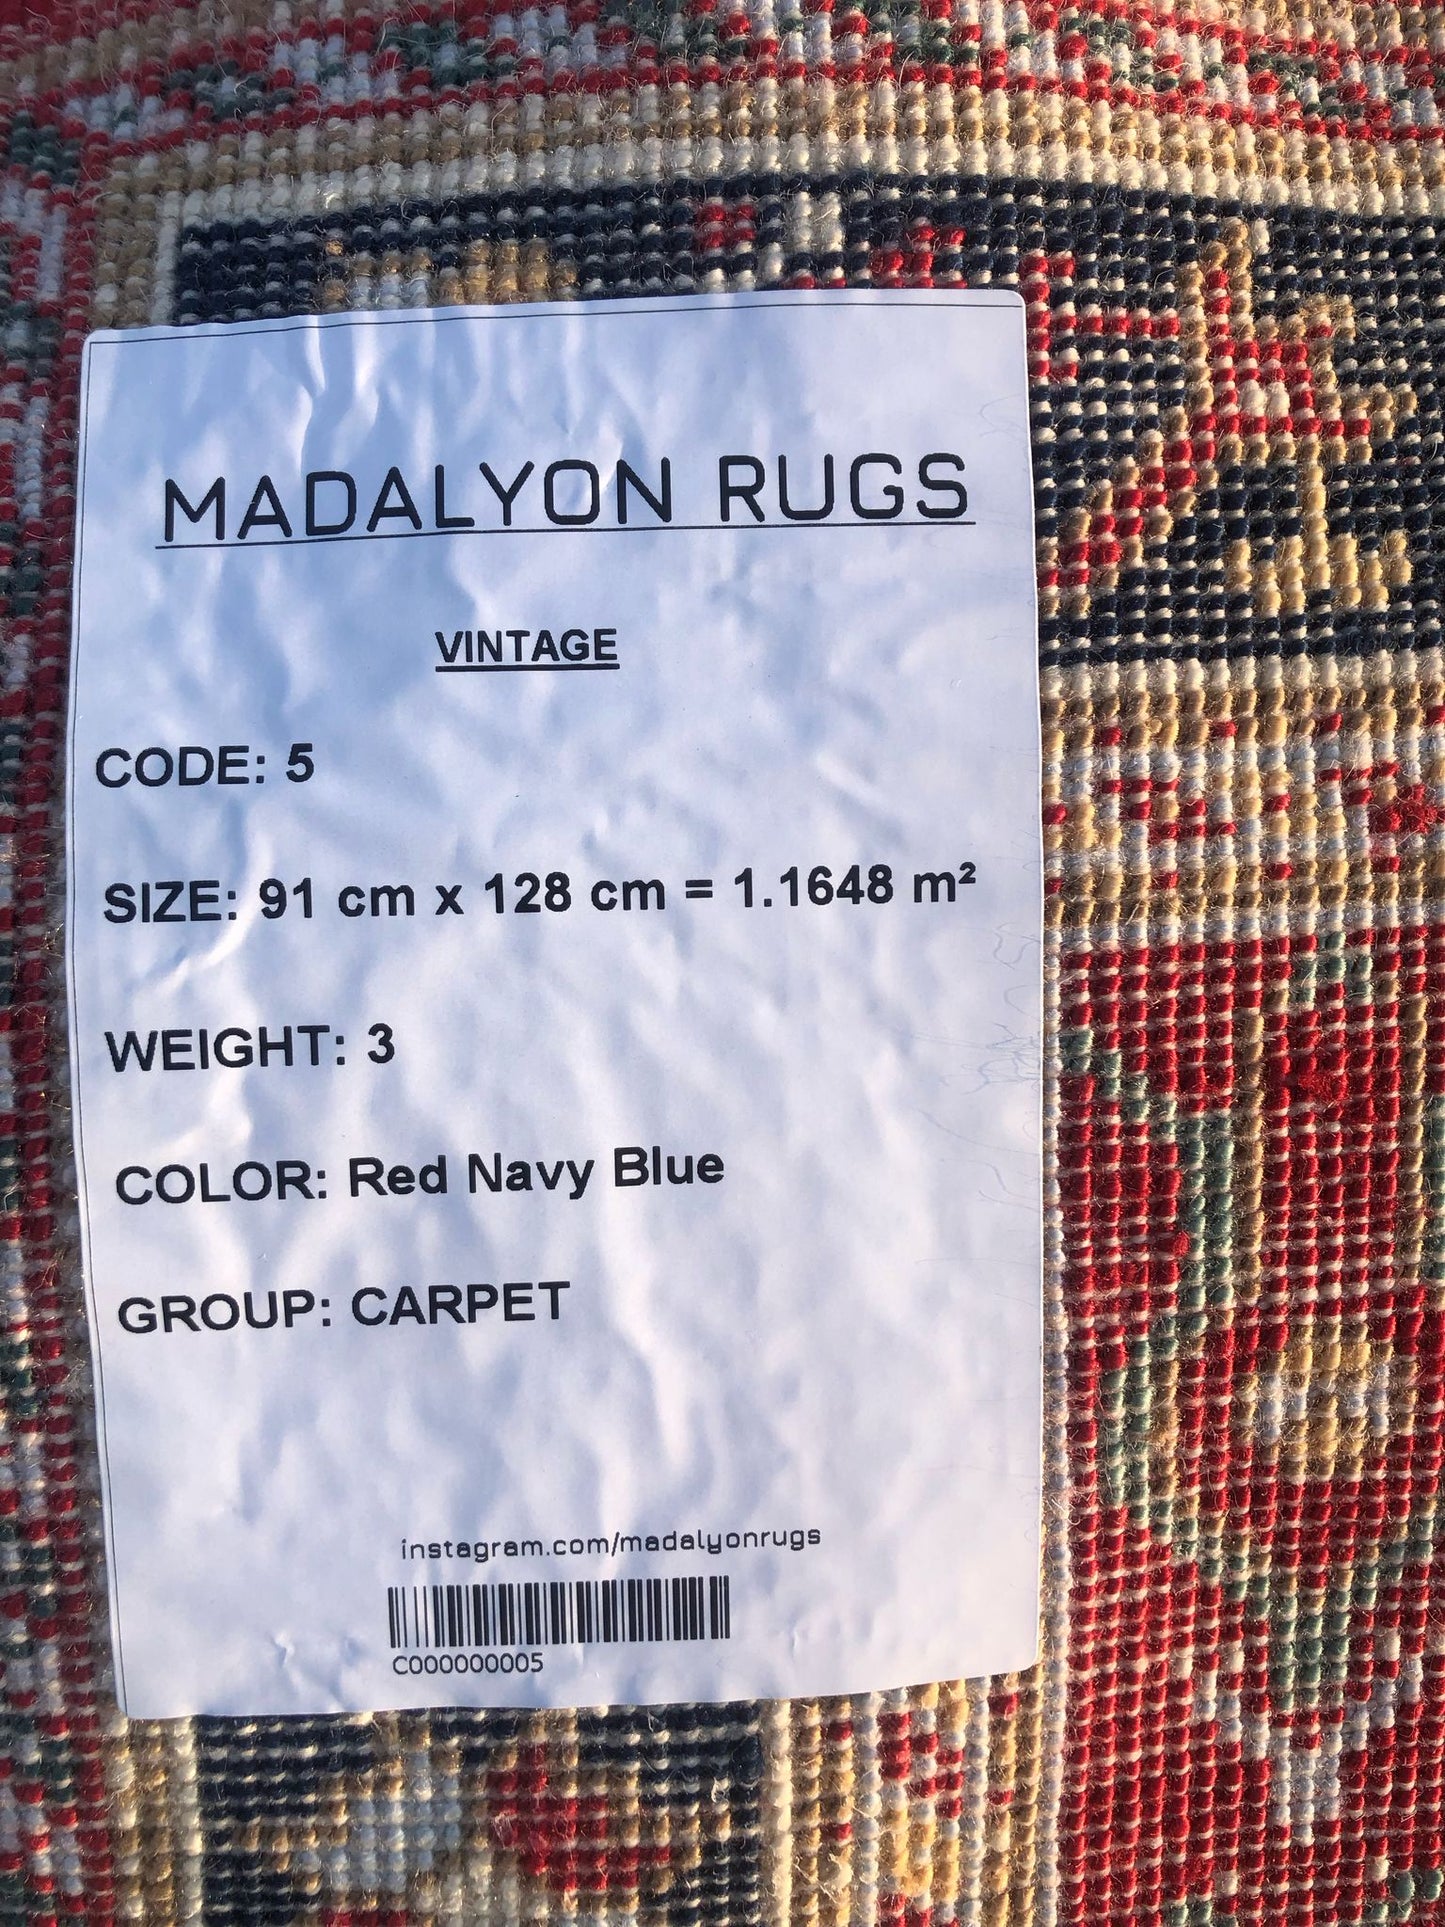 MADALYON RUGS
VINTAGE
CODE: 5
SIZE: 91 cm x 128 cm = 1.1648 m²
WEIGHT: 3
COLOR: Red Navy Blue
GROUP: CARPET
instagram.com/madalyonrugs
C000000005